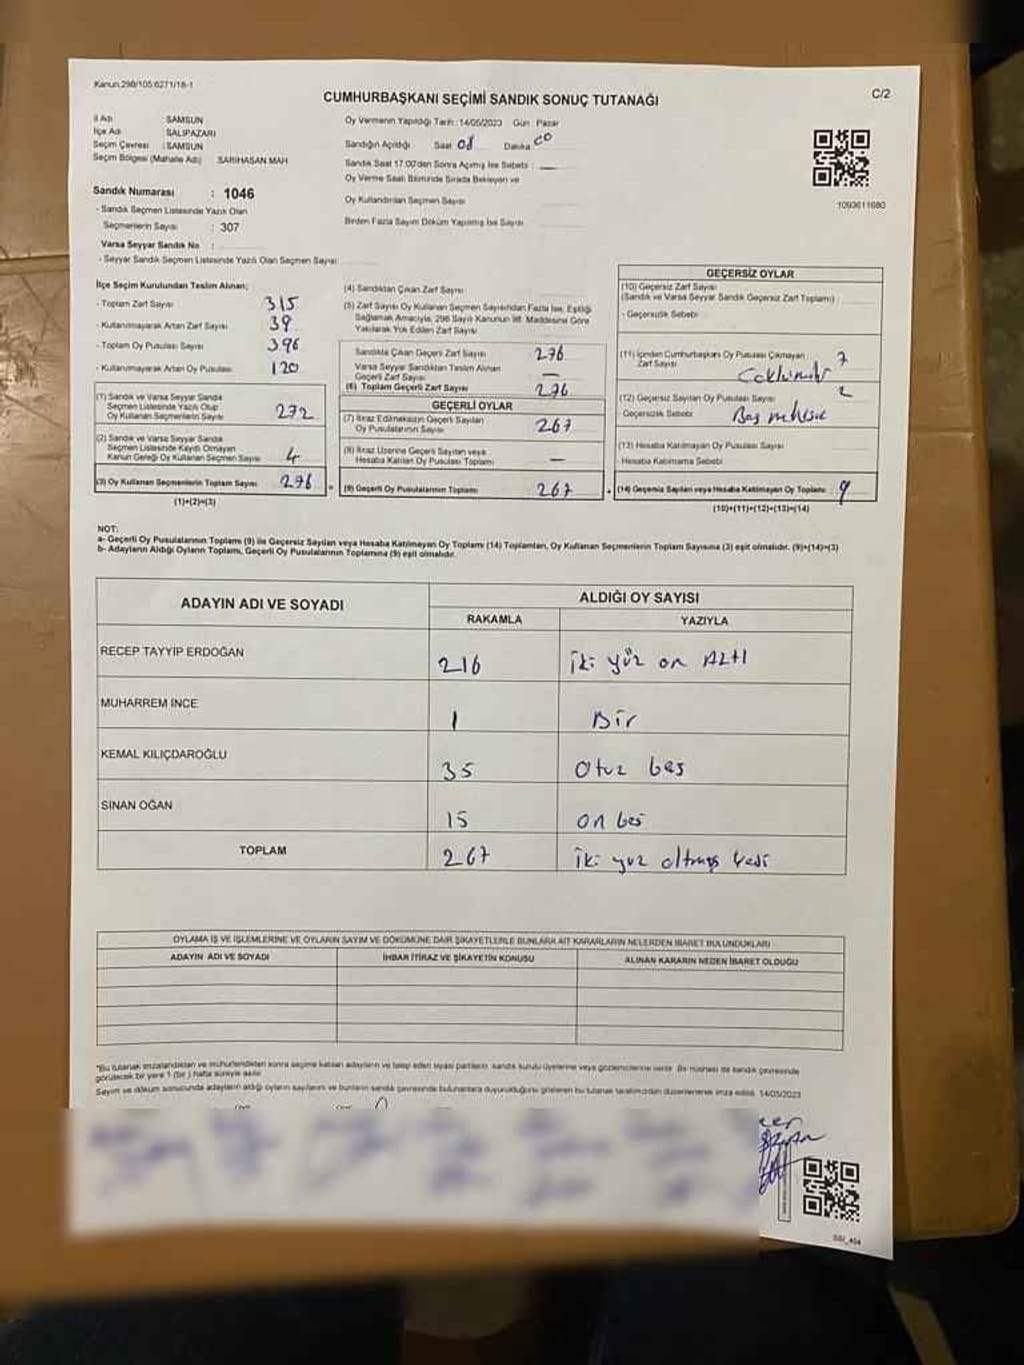 Kanun:298/105:6271/18-1
CUMHURBAŞKANI SEÇİMİ SANDIK SONUÇ TUTANAĞI
C/2
İl Adı : SAMSUN
İlçe Adı : SALIPAZARI
Seçim Çevresi : SAMSUN
Seçim Bölgesi (Mahalle Adı) : SARIHASAN MAH
Sandık Numarası : 1046
- Sandık Seçmen Listesinde Yazılı Olan
Seçmenlerin Sayısı : 307
Varsa Seyyar Sandık No :
- Seyyar Sandık Seçmen Listesinde Yazılı Olan Seçmen Sayısı
Oy Vermenin Yapıldığı Tarih : 14/05/2023 Gün : Pazar
Sandığın Açıldığı Saat 08 Dakika 00
Sandık Saat 17.00'den Sonra Açılmış İse Sebebi : —
Oy Verme Saati Bitiminde Sırada Bekleyen ve
Oy Kullandırılan Seçmen Sayısı
Birden Fazla Sayım Döküm Yapılmış İse Sayısı
1093611680
İlçe Seçim Kurulundan Teslim Alınan;
- Toplam Zarf Sayısı : 315
- Kullanılmayarak Artan Zarf Sayısı : 39
- Toplam Oy Pusulası Sayısı : 396
- Kullanılmayarak Artan Oy Pusulası : 120
(1) Sandık ve Varsa Seyyar Sandık
Seçmen Listesinde Yazılı Olup
Oy Kullanan Seçmenlerin Sayısı 272
(2) Sandık ve Varsa Seyyar Sandık
Seçmen Listesinde Kaydı Olmayan
Kanun Gereği Oy Kullanan Seçmen Sayısı 4
(3) Oy Kullanan Seçmenlerin Toplam Sayısı 276
(1)+(2)=(3)
(4) Sandıktan Çıkan Zarf Sayısı
(5) Zarf Sayısı Oy Kullanan Seçmen Sayısından Fazla İse, Eşitliği
Sağlamak Amacıyla, 298 Sayılı Kanunun 98. Maddesine Göre
Yakılarak Yok Edilen Zarf Sayısı
Sandıkta Çıkan Geçerli Zarf Sayısı 276
Varsa Seyyar Sandıktan Teslim Alınan
Geçerli Zarf Sayısı —
(6) Toplam Geçerli Zarf Sayısı 276
GEÇERLİ OYLAR
(7) İtiraz Edilmeksizin Geçerli Sayılan
Oy Pusulalarının Sayısı 267
(8) İtiraz Üzerine Geçerli Sayılan veya
Hesaba Katılan Oy Pusulası Toplamı —
(9) Geçerli Oy Pusulalarının Toplamı 267
GEÇERSİZ OYLAR
(10) Geçersiz Zarf Sayısı
(Sandık ve Varsa Seyyar Sandık Geçersiz Zarf Toplamı)
- Geçersizlik Sebebi
(11) İçinden Cumhurbaşkanı Oy Pusulası Çıkmayan 7
Zarf Sayısı
(12) Geçersiz Sayılan Oy Pusulası Sayısı 2
Geçersizlik Sebebi
(13) Hesaba Katılmayan Oy Pusulası Sayısı
- Hesaba Katılmama Sebebi
(14) Geçersiz Sayılan veya Hesaba Katılmayan Oy Toplamı 9
(10)+(11)+(12)+(13)=(14)
NOT:
a- Geçerli Oy Pusulalarının Toplamı (9) ile Geçersiz Sayılan veya Hesaba Katılmayan Oy Toplamı (14) Toplamları, Oy Kullanan Seçmenlerin Toplam Sayısına (3) eşit olmalıdır. (9)+(14)=(3)
b- Adayların Aldığı Oyların Toplamı, Geçerli Oy Pusulalarının Toplamına (9) eşit olmalıdır.
ADAYIN ADI VE SOYADI
ALDIĞI OY SAYISI
RAKAMLA YAZIYLA
RECEP TAYYİP ERDOĞAN 216 iki yüz on Altı
MUHARREM İNCE 1 Bir
KEMAL KILIÇDAROĞLU 35 Otuz beş
SİNAN OĞAN 15 on beş
TOPLAM 267 iki yuz altmış yedi
OYLAMA İŞ VE İŞLEMLERİNE VE OYLARIN SAYIM VE DÖKÜMÜNE DAİR ŞİKAYETLERLE BUNLARA AİT KARARLARIN NELERDEN İBARET BULUNDUKLARI
ADAYIN ADI VE SOYADI İHBAR İTİRAZ VE ŞİKAYETİN KONUSU ALINAN KARARIN NEDEN İBARET OLDUĞU
"Bu tutanak imzalandıktan ve mühürlendikten sonra seçime katılan adayların ve talep eden siyasi partilerin, sandık kurulu üyelerine veya gözlemcilerine verilir. Bir nüshası da sandık çevresinde
görülecek bir yere 1 (bir ) hafta süreyle asılır.
Sayım ve döküm sonucunda adayların aldığı oyların sayılarını ve bunların sandık çevresinde bulunanlara duyurulduğunu gösteren bu tutanak tarafımızdan düzenlenerek imza edildi. 14/05/2023